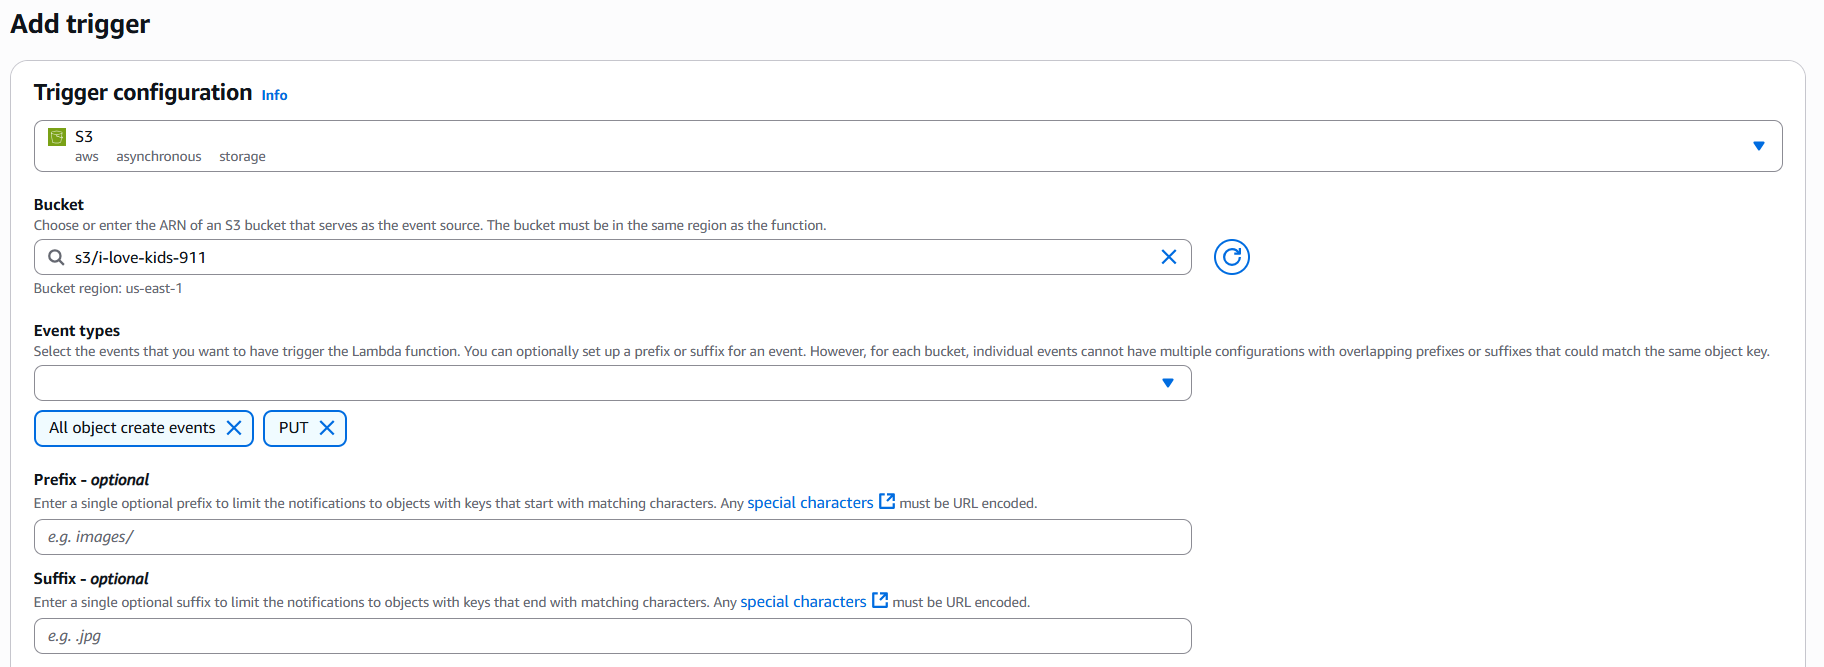 Add trigger
Trigger configuration Info
S3
aws asynchronous storage
Bucket
Choose or enter the ARN of an S3 bucket that serves as the event source. The bucket must be in the same region as the function.
s3/i-love-kids-911
Bucket region: us-east-1
Event types
Select the events that you want to have trigger the Lambda function. You can optionally set up a prefix or suffix for an event. However, for each bucket, individual events cannot have multiple configurations with overlapping prefixes or suffixes that could match the same object key.
All object create events PUT
Prefix - optional
Enter a single optional prefix to limit the notifications to objects with keys that start with matching characters. Any special characters must be URL encoded.
e.g. images/
Suffix - optional
Enter a single optional suffix to limit the notifications to objects with keys that end with matching characters. Any special characters must be URL encoded.
e.g. .jpg